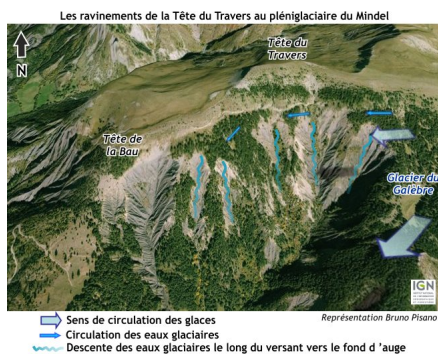 Les ravinements de la Tête du Travers au pléniglaciaire du Mindel
N
Tête du
Travers
Tête de
la Bau
Glacier du
Galèbre
IGN
Représentation Bruno Pisano
Sens de circulation des glaces
Circulation des eaux glaciaires
Descente des eaux glaciaires le long du versant vers le fond d 'auge